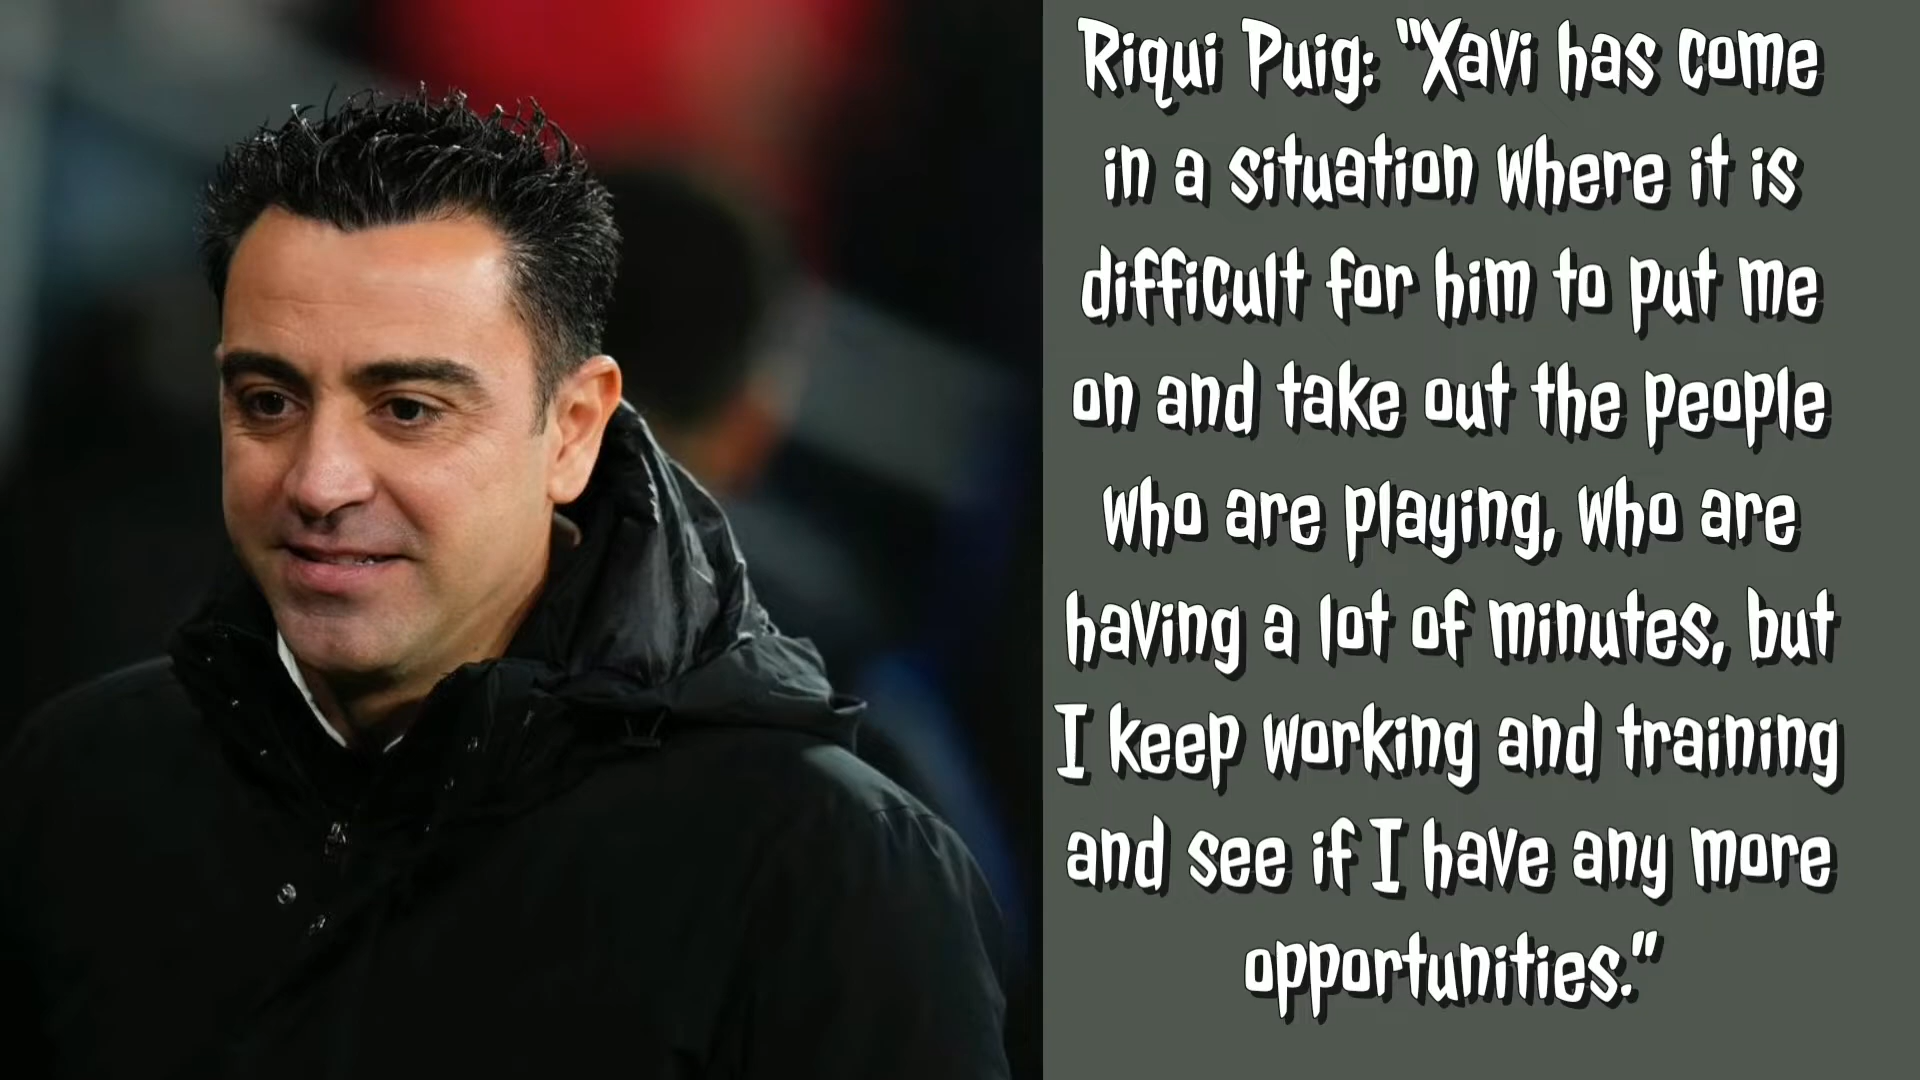 Riqui Puig: "Xavi has come
in a situation where it is
difficult for him to put me
on and take out the people
who are playing, who are
having a lot of minutes, but
I keep working and training
and see if I have any more
opportunities."